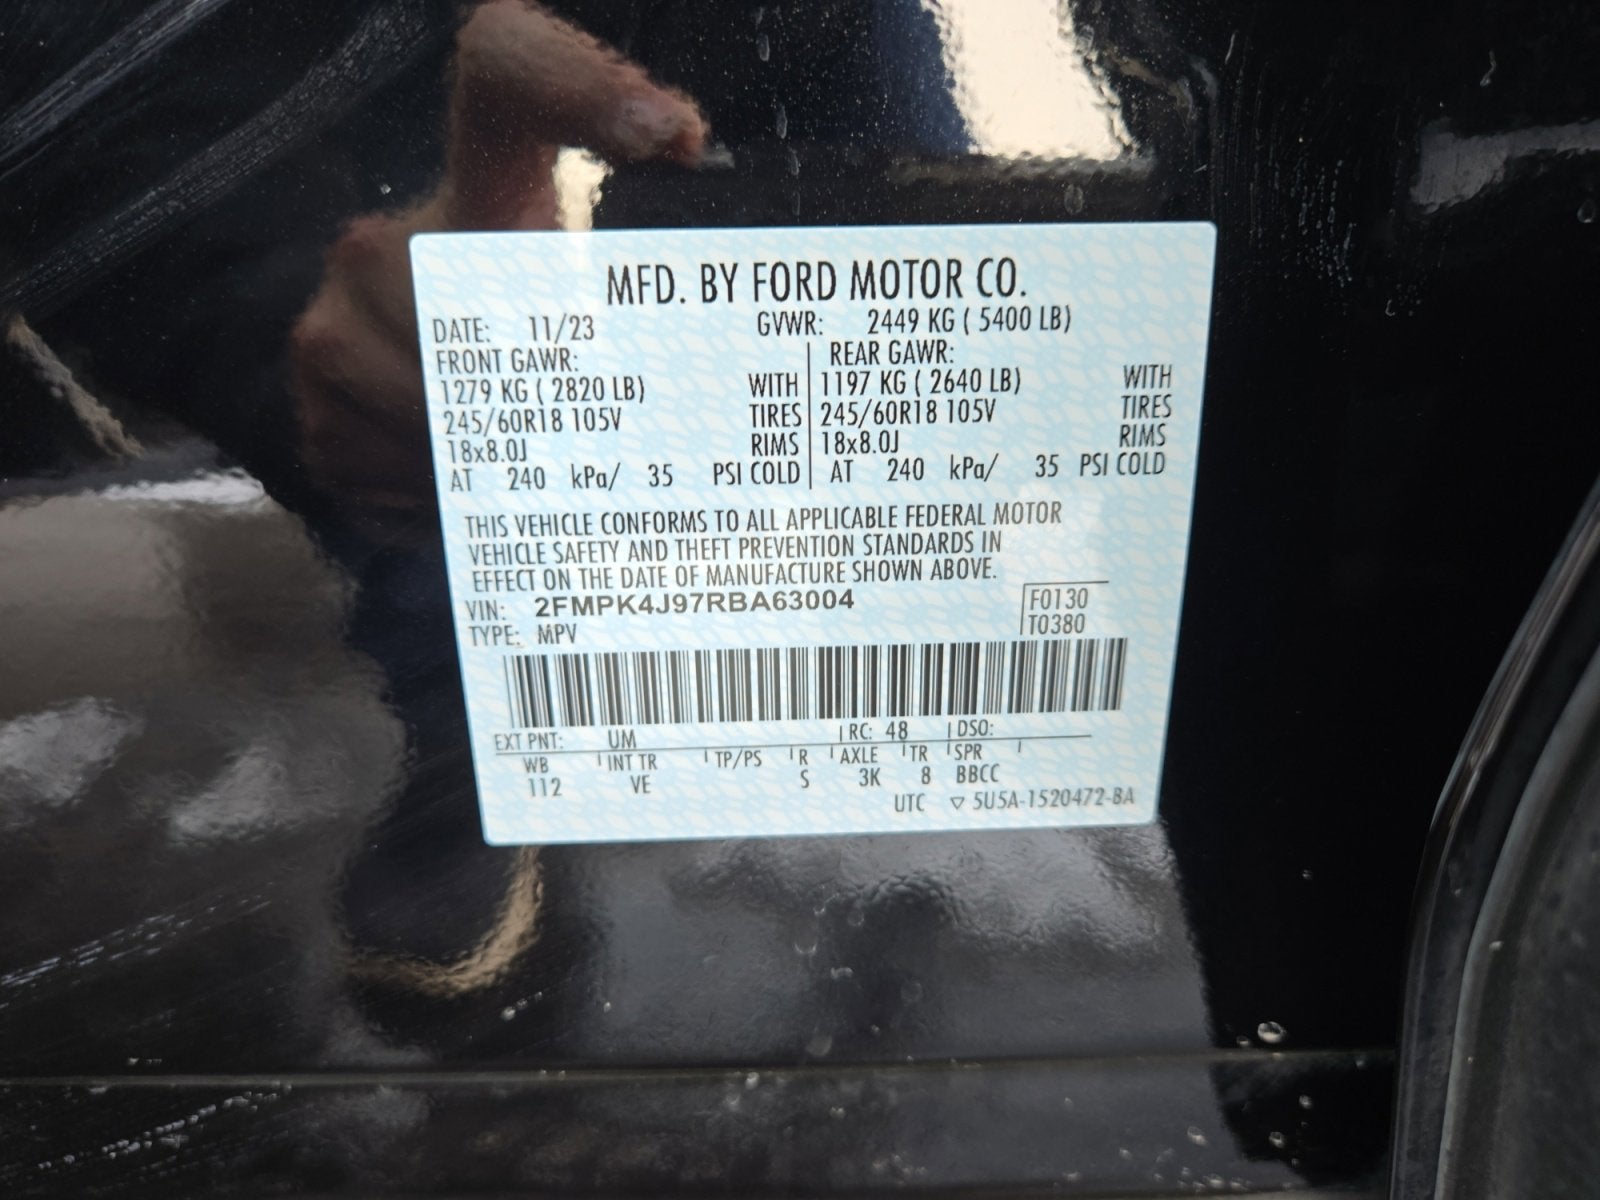 MFD. BY FORD MOTOR CO.
DATE: 11/23 GVWR: 2449 KG ( 5400 LB)
FRONT GAWR: REAR GAWR:
1279 KG ( 2820 LB) WITH 1197 KG ( 2640 LB) WITH
245/60R18 105V TIRES 245/60R18 105V TIRES
18x8.0J RIMS 18x8.0J RIMS
AT 240 kPa/ 35 PSI COLD AT 240 kPa/ 35 PSI COLD
THIS VEHICLE CONFORMS TO ALL APPLICABLE FEDERAL MOTOR
VEHICLE SAFETY AND THEFT PREVENTION STANDARDS IN
EFFECT ON THE DATE OF MANUFACTURE SHOWN ABOVE.
VIN: 2FMPK4J97RBA63004 F0130
TYPE: MPV T0380
EXT PNT: UM RC: 48 DSO:
WB INT TR TP/PS R AXLE TR SPR
112 VE S 3K 8 BBCC
UTC ▽ 5U5A-1520472-BA